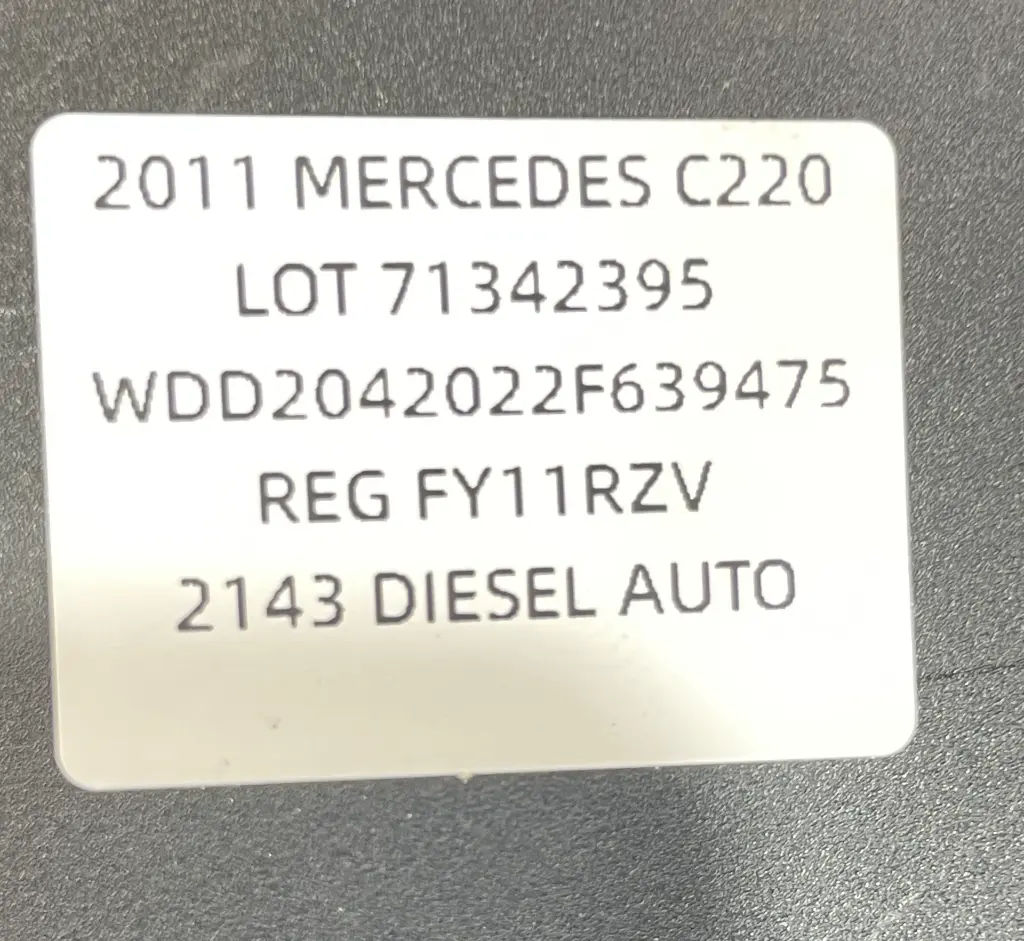 2011 MERCEDES C220
LOT 71342395
WDD2042022F639475
REG FY11RZV
2143 DIESEL AUTO